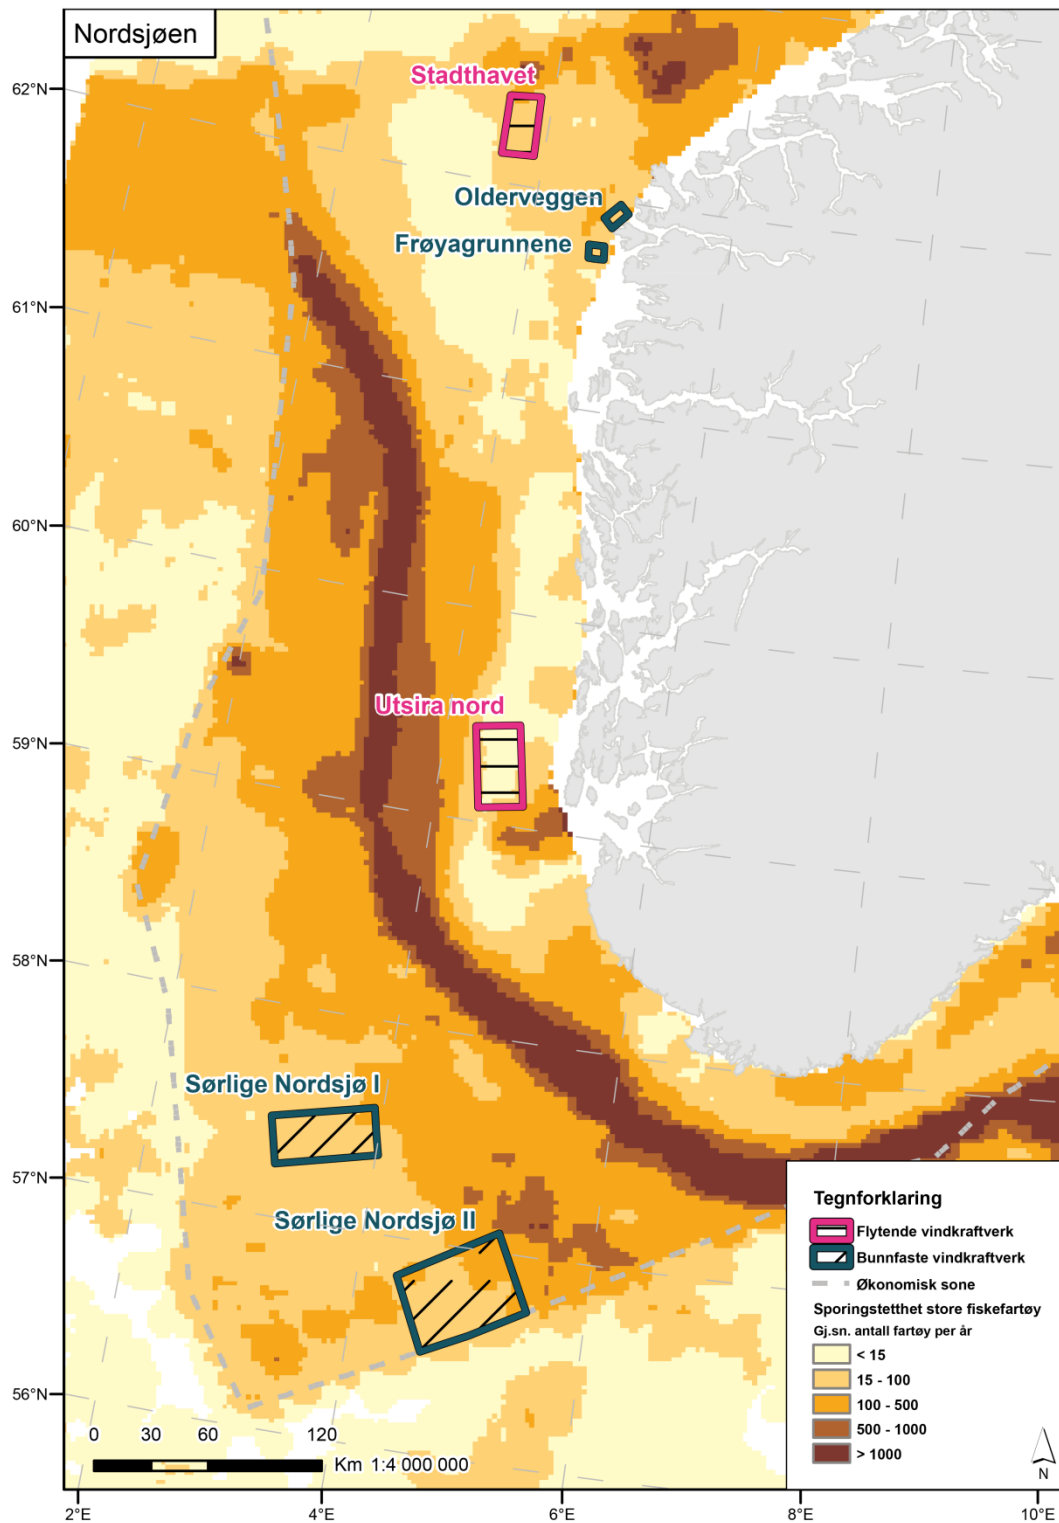 Nordsjøen
Stadthavet
62°N
Olderveggen
Frøyagrunnene
61°N
60°N
Utsira nord
59°N
58°N
Sørlige Nordsjø I
57°N
Sørlige Nordsjø II
56°N
Tegnforklaring
Flytende vindkraftverk
Bunnfaste vindkraftverk
Økonomisk sone
Sporingstetthet store fiskefartøy
Gj.sn. antall fartøy per år
< 15
15 - 100
100 - 500
500 - 1000
> 1000
N
0 30 60 120
Km 1:4 000 000
2°E 4°E 6°E 8°E 10°E